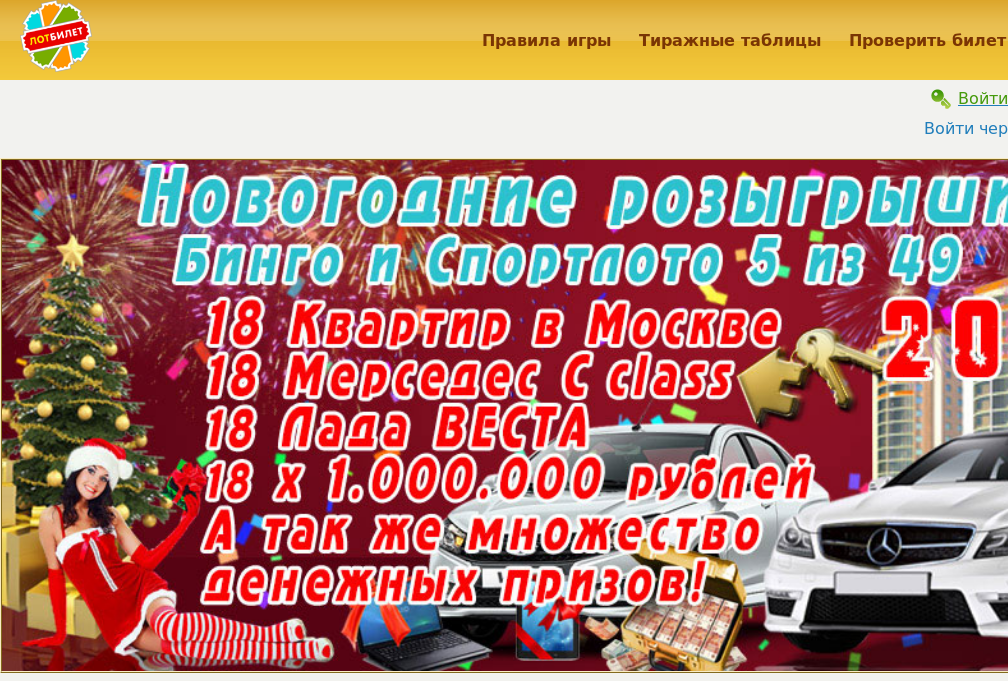 ЛОТБИЛЕТ
Правила игры Тиражные таблицы Проверить билет
Войти
Войти чер
Новогодние розыгрыши
Бинго и Спортлото 5 из 49
18 Квартир в Москве
20
18 Мерседес C class
18 Лада ВЕСТА
18 х 1.000.000 рублей
А так же множество
денежных призов!